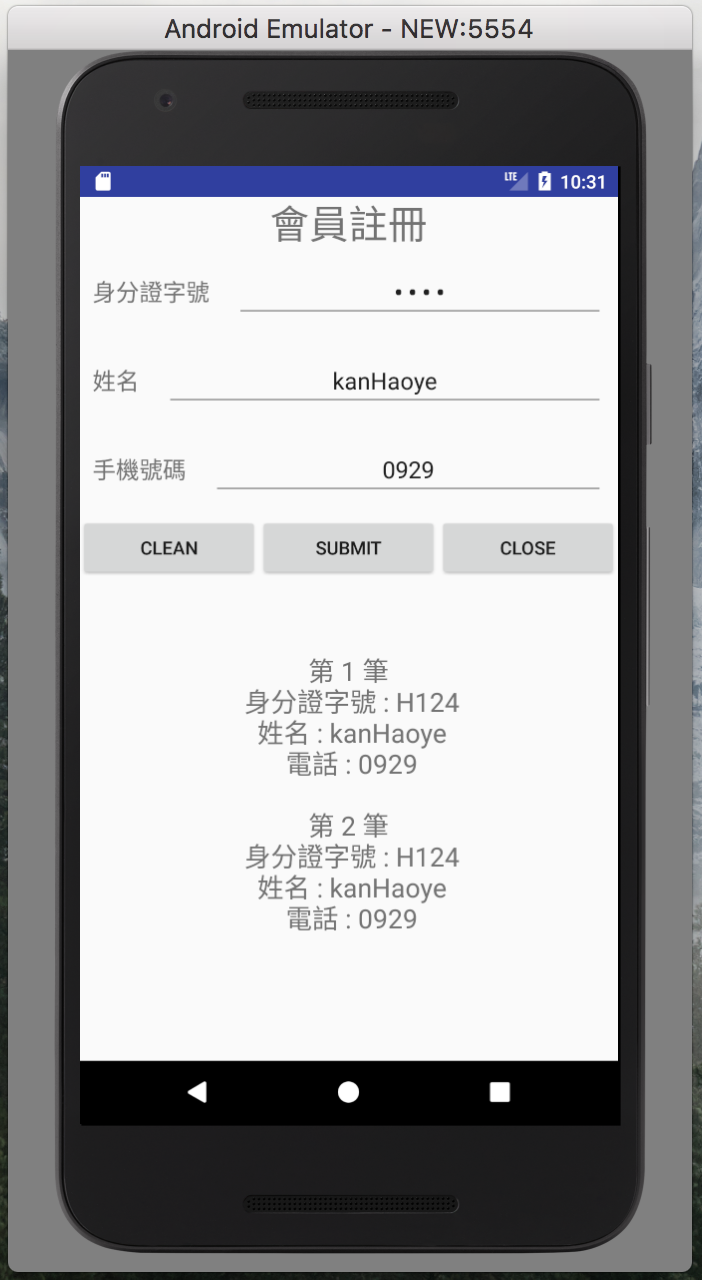 Android Emulator - NEW:5554
LTE 10:31
會員註冊
身分證字號 ••••
姓名 kanHaoye
手機號碼 0929
CLEAN SUBMIT CLOSE
第 1 筆
身分證字號 : H124
姓名 : kanHaoye
電話 : 0929
第 2 筆
身分證字號 : H124
姓名 : kanHaoye
電話 : 0929